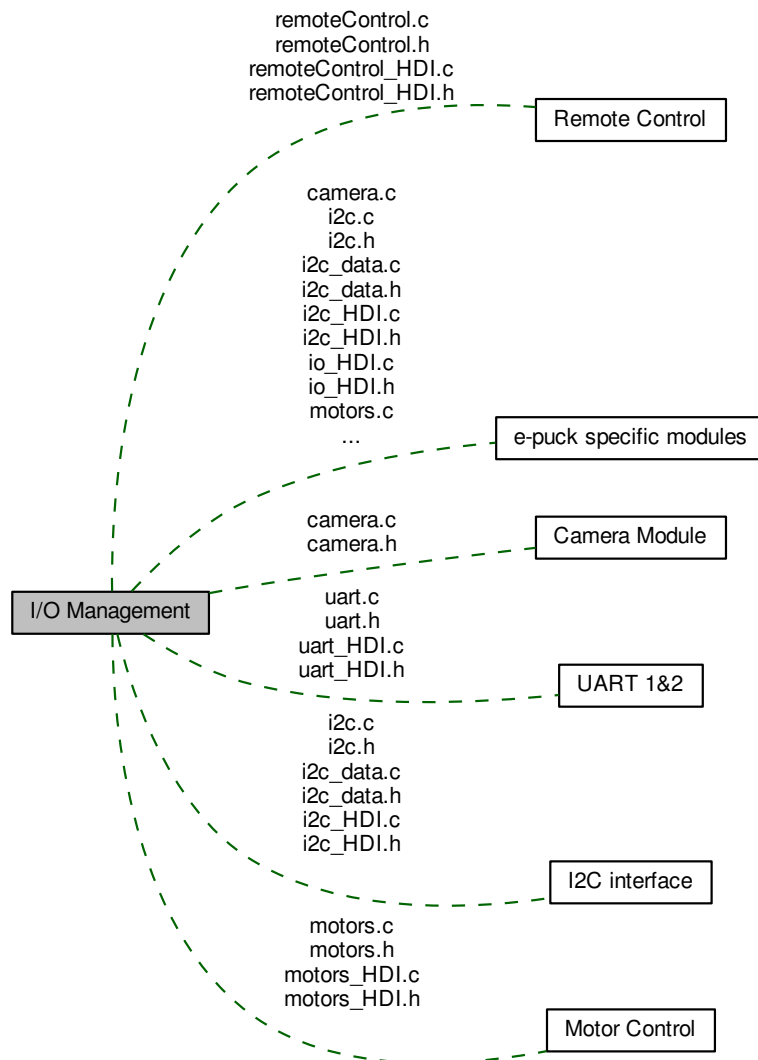 remoteControl.c
remoteControl.h
remoteControl_HDI.c
remoteControl_HDI.h
Remote Control
camera.c
i2c.c
i2c.h
i2c_data.c
i2c_data.h
i2c_HDI.c
i2c_HDI.h
io_HDI.c
io_HDI.h
motors.c
...
e-puck specific modules
camera.c
camera.h
Camera Module
I/O Management
uart.c
uart.h
uart_HDI.c
uart_HDI.h
UART 1&2
i2c.c
i2c.h
i2c_data.c
i2c_data.h
i2c_HDI.c
i2c_HDI.h
I2C interface
motors.c
motors.h
motors_HDI.c
motors_HDI.h
Motor Control